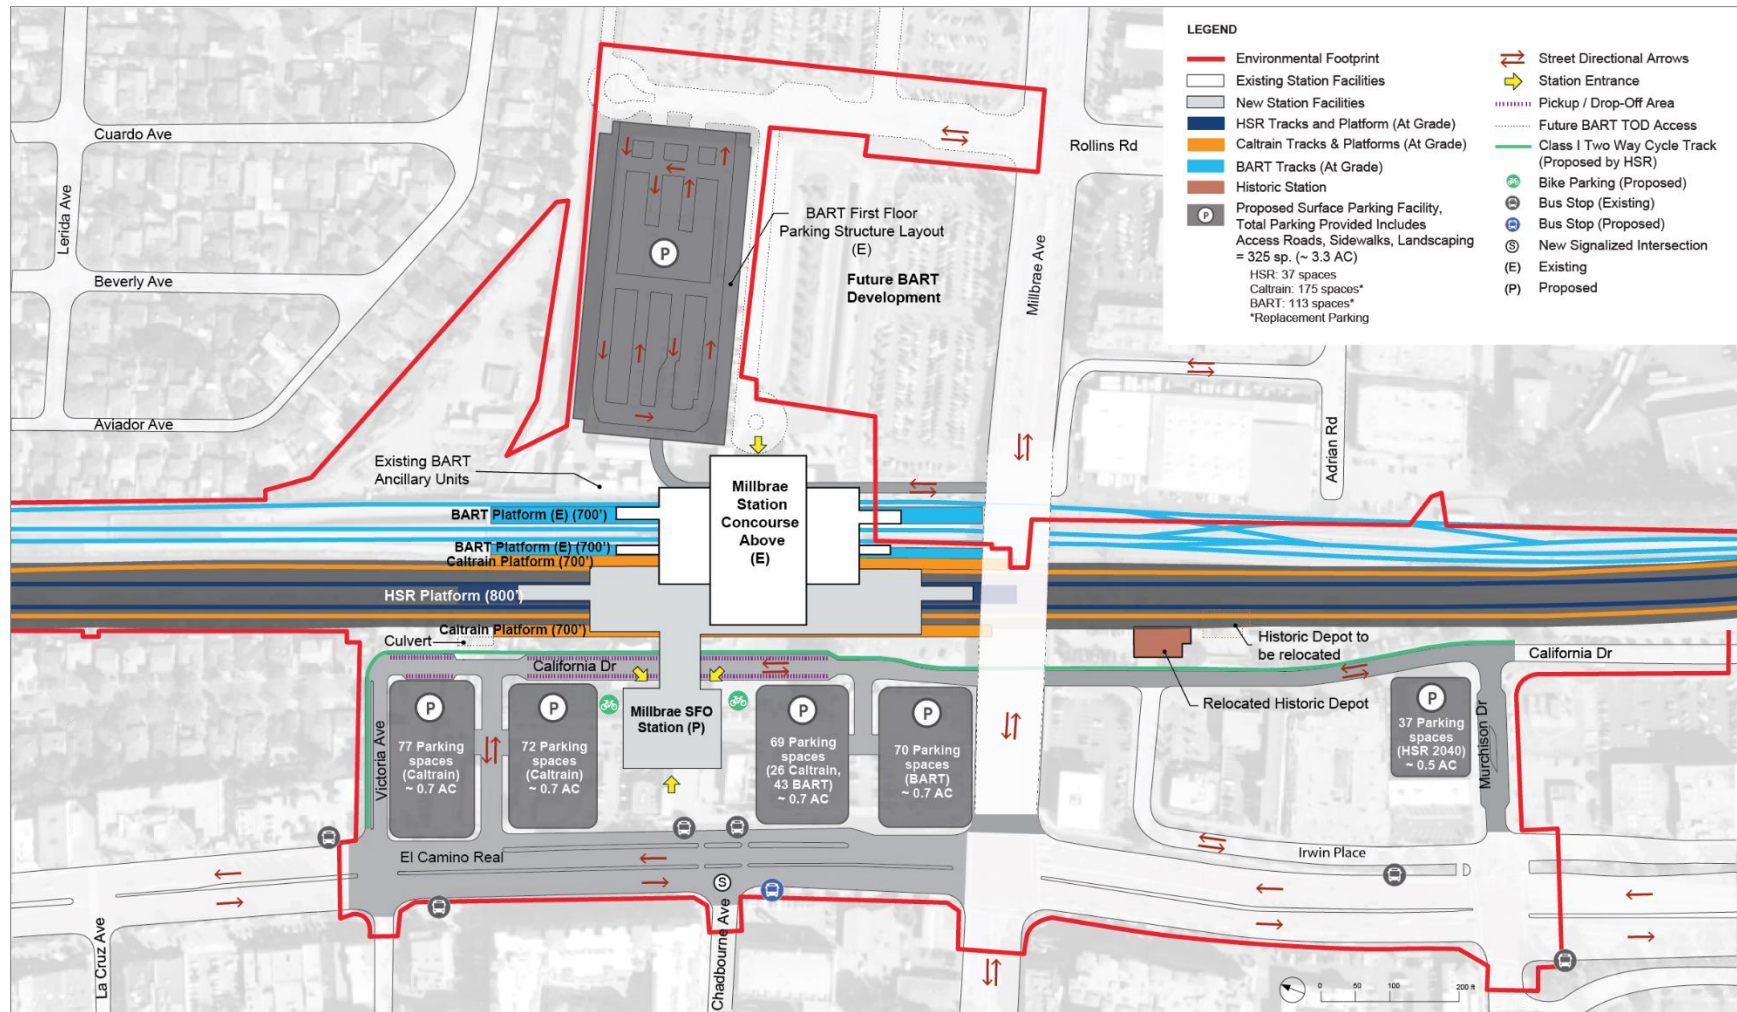 LEGEND
Environmental Footprint
Existing Station Facilities
New Station Facilities
HSR Tracks and Platform (At Grade)
Caltrain Tracks & Platforms (At Grade)
BART Tracks (At Grade)
Historic Station
P
Proposed Surface Parking Facility,
Total Parking Provided Includes
Access Roads, Sidewalks, Landscaping
= 325 sp. (~ 3.3 AC)
HSR: 37 spaces
Caltrain: 175 spaces*
BART: 113 spaces*
*Replacement Parking
Street Directional Arrows
Station Entrance
Pickup / Drop-Off Area
Future BART TOD Access
Class I Two Way Cycle Track
(Proposed by HSR)
Bike Parking (Proposed)
Bus Stop (Existing)
Bus Stop (Proposed)
S New Signalized Intersection
(E) Existing
(P) Proposed
Cuardo Ave
Lerida Ave
Beverly Ave
Aviador Ave
Rollins Rd
Millbrae Ave
Adrian Rd
BART First Floor
Parking Structure Layout
(E)
Future BART
Development
P
Existing BART
Ancillary Units
Millbrae
Station
Concourse
Above
(E)
BART Platform (E) (700')
BART Platform (E) (700')
Caltrain Platform (700')
HSR Platform (800')
Caltrain Platform (700')
Culvert
California Dr
Historic Depot to
be relocated
California Dr
Relocated Historic Depot
Millbrae SFO
Station (P)
Victoria Ave
P
77 Parking
spaces
(Caltrain)
~ 0.7 AC
P
72 Parking
spaces
(Caltrain)
~ 0.7 AC
P
69 Parking
spaces
(26 Caltrain,
43 BART)
~ 0.7 AC
P
70 Parking
spaces
(BART)
~ 0.7 AC
P
37 Parking
spaces
(HSR 2040)
~ 0.5 AC
Murchison Dr
El Camino Real
Irwin Place
S
La Cruz Ave
Chadbourne Ave
0 50 100 200 ft